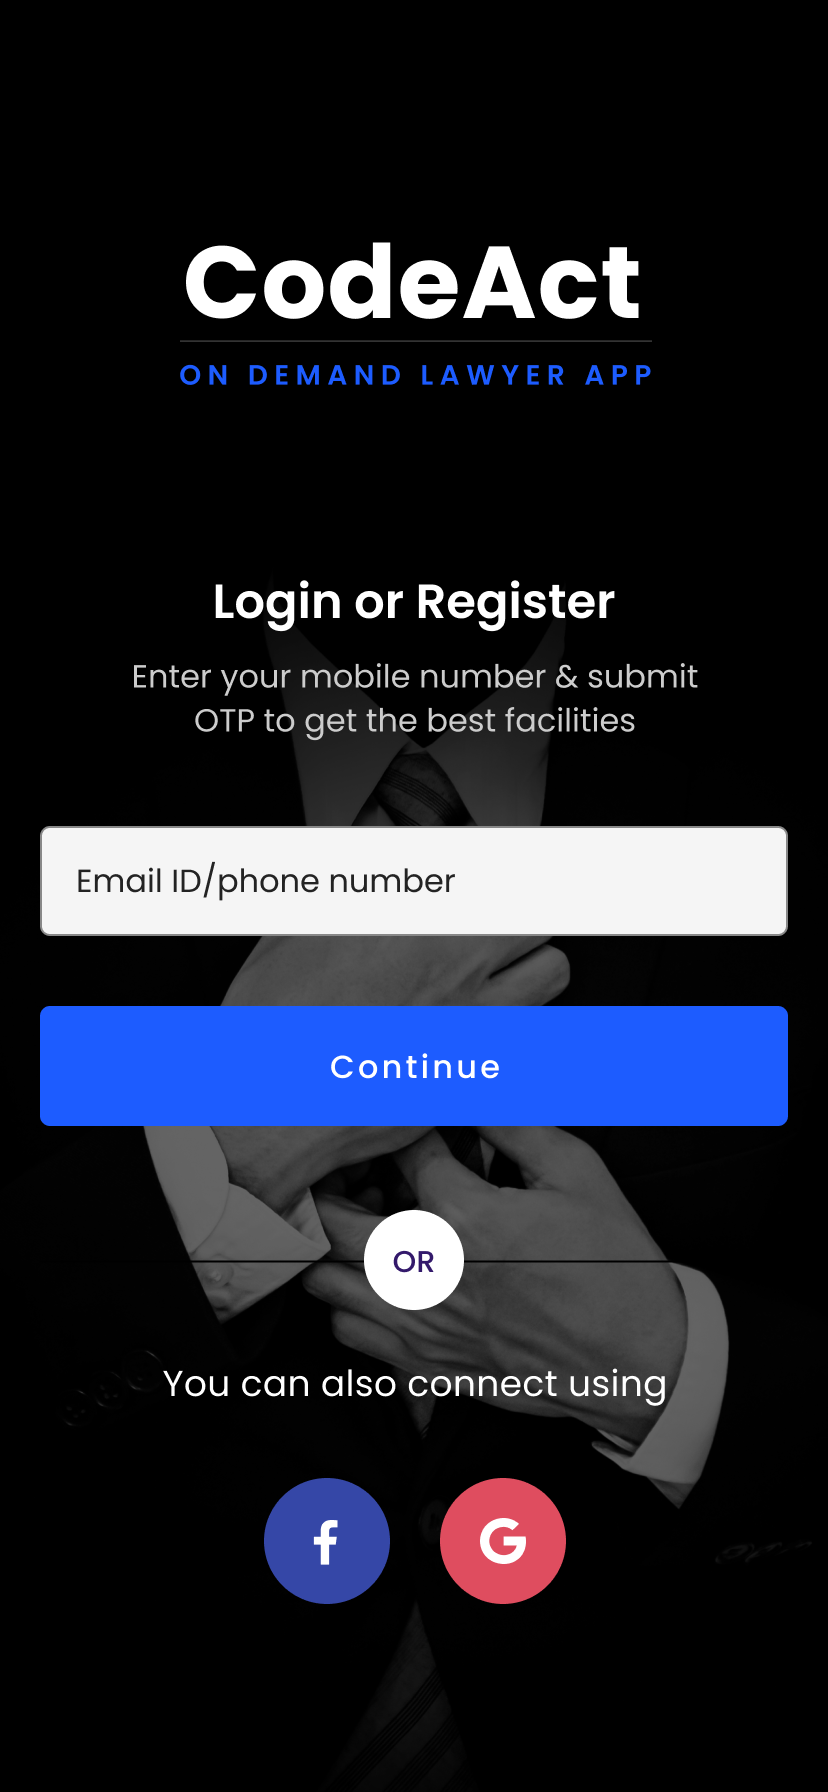 CodeAct
ON DEMAND LAWYER APP
Login or Register
Enter your mobile number & submit
OTP to get the best facilities
Email ID/phone number
Continue
OR
You can also connect using
f
G